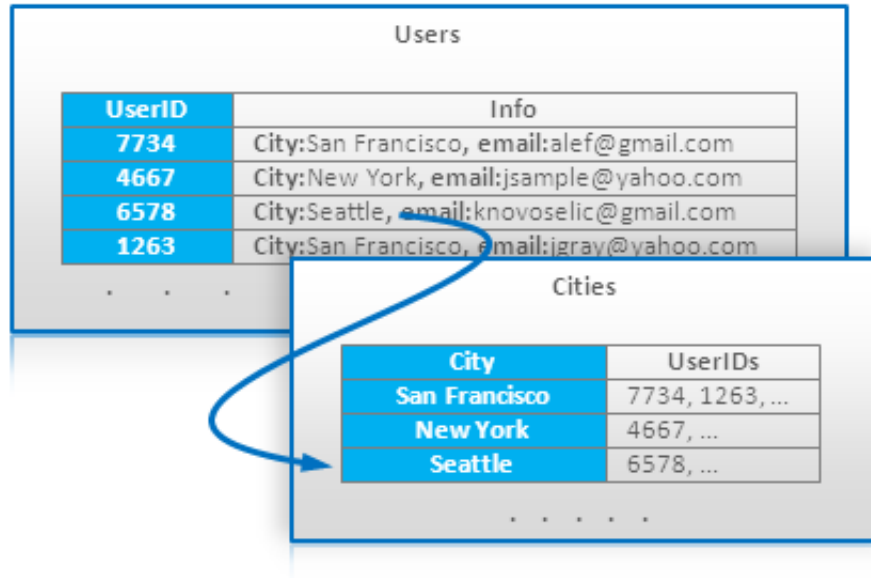 Users
UserID Info
7734 City:San Francisco, email:alef@gmail.com
4667 City:New York, email:jsample@yahoo.com
6578 City:Seattle, email:knovoselic@gmail.com
1263 City:San Francisco, email:jgray@yahoo.com
. . .
Cities
City UserIDs
San Francisco 7734, 1263, ...
New York 4667, ...
Seattle 6578, ...
. . . . .